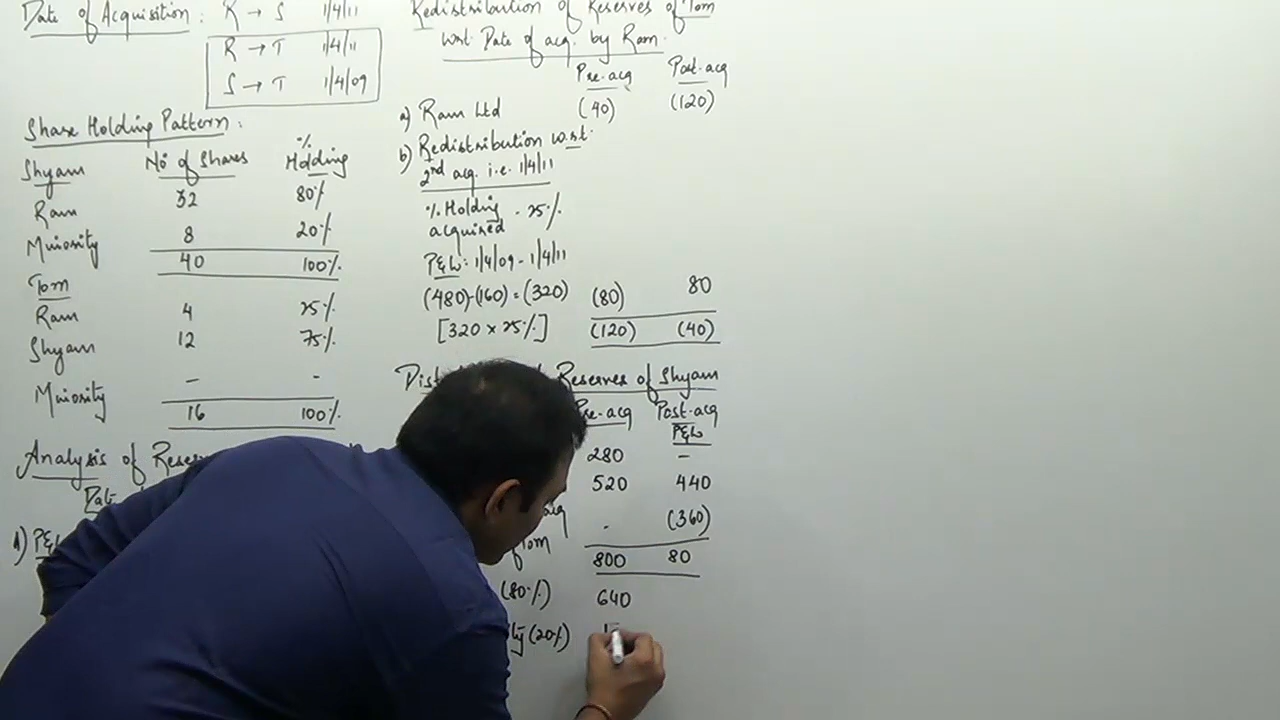 Date of Acquisition : R → S 1/4/11
R → T 1/4/11
S → T 1/4/09
Share Holding Pattern :
Shyam No of Shares % Holding
Ram 32 80%
Minority 8 20%
40 100%
Tom
Ram 4 25%
Shyam 12 75%
Minority - -
16 100%
Analysis of
1) P&L
Redistribution of Reserves of Tom
w.r.t. Date of acq. by Ram.
Pre-acq Post-acq
a) Ram Ltd (40) (120)
b) Redistribution w.r.t.
2nd acq. i.e. 1/4/11
% Holding acquired - 25%
P&L : 1/4/09 - 1/4/11
(480)-(160) = (320) (80) 80
[320 x 25%] (120) (40)
Reserves of Shyam
Pre-acq Post-acq
P&L
280 -
520 440
- (360)
Tom
800 80
(80%) 640
(20%)